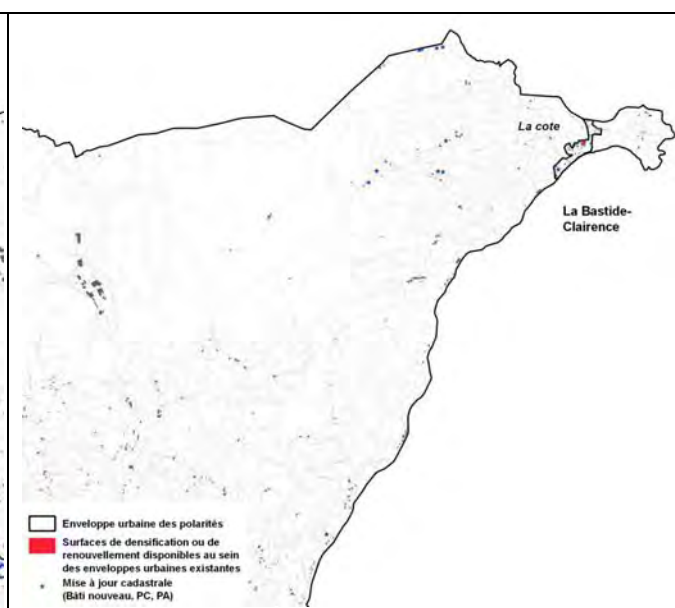 La cote
La Bastide-
Clairence
Enveloppe urbaine des polarités
Surfaces de densification ou de
renouvellement disponibles au sein
des enveloppes urbaines existantes
Mise à jour cadastrale
(Bâti nouveau, PC, PA)